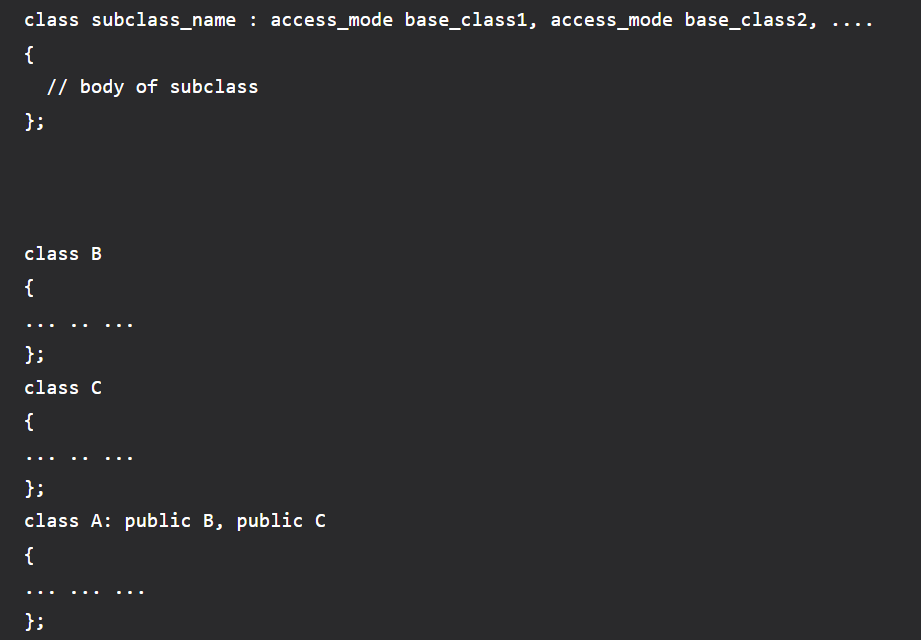 class subclass_name : access_mode base_class1, access_mode base_class2, ....
{
  // body of subclass
};
class B
{
... .. ...
};
class C
{
... .. ...
};
class A: public B, public C
{
... ... ...
};